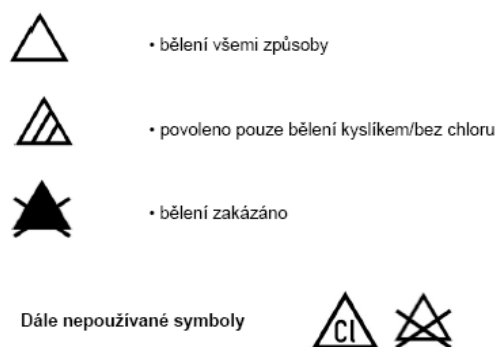 • bělení všemi způsoby
• povoleno pouze bělení kyslíkem/bez chloru
• bělení zakázáno
Dále nepoužívané symboly
Cl